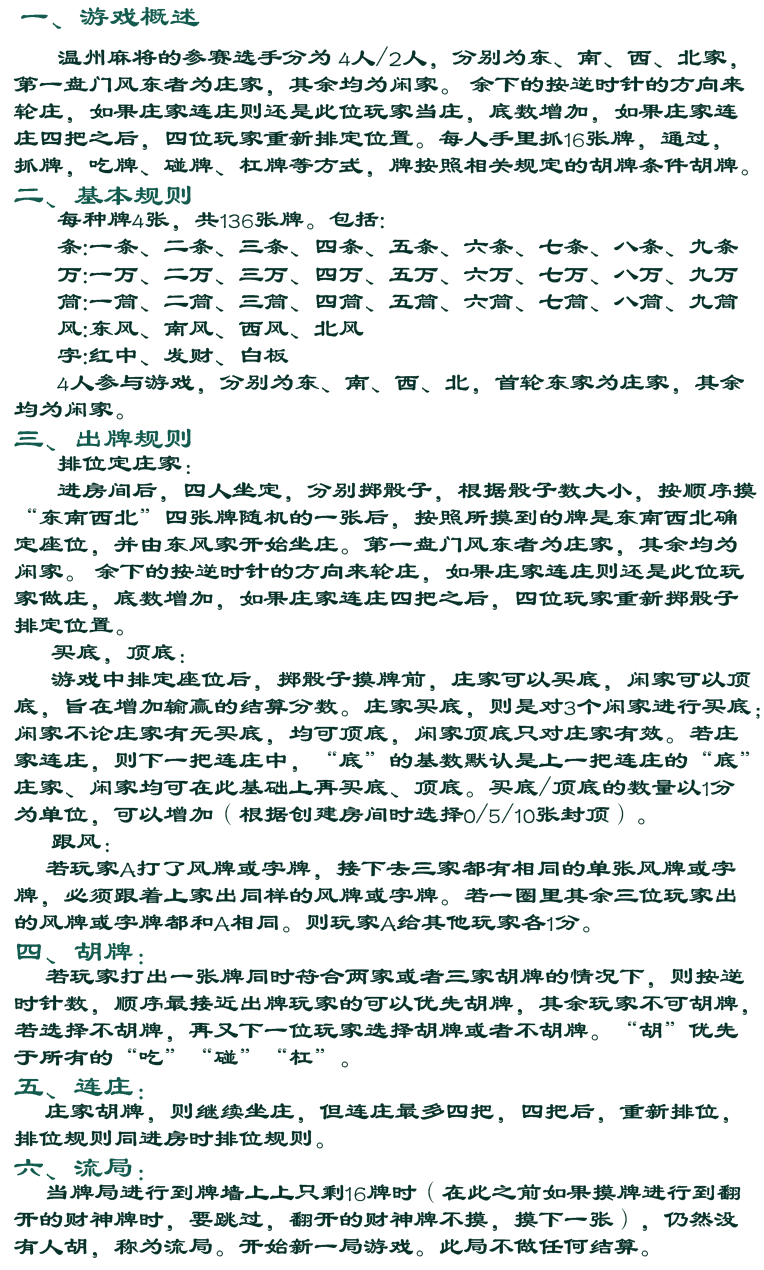 一、游戏概述
温州麻将的参赛选手分为4人/2人，分别为东、南、西、北家，
第一盘门风东者为庄家，其余均为闲家。 余下的按逆时针的方向来
轮庄，如果庄家连庄则还是此位玩家当庄，底数增加，如果庄家连
庄四把之后，四位玩家重新排定位置。每人手里抓16张牌，通过，
抓牌，吃牌、碰牌、杠牌等方式，牌按照相关规定的胡牌条件胡牌。
二、基本规则
每种牌4张，共136张牌。包括:
条:一条、二条、三条、四条、五条、六条、七条、八条、九条
万:一万、二万、三万、四万、五万、六万、七万、八万、九万
筒:一筒、二筒、三筒、四筒、五筒、六筒、七筒、八筒、九筒
风:东风、南风、西风、北风
字:红中、发财、白板
4人参与游戏，分别为东、南、西、北，首轮东家为庄家，其余
均为闲家。
三、出牌规则
排位定庄家：
进房间后，四人坐定，分别掷骰子，根据骰子数大小，按顺序摸
“东南西北”四张牌随机的一张后，按照所摸到的牌是东南西北确
定座位，并由东风家开始坐庄。第一盘门风东者为庄家，其余均为
闲家。 余下的按逆时针的方向来轮庄，如果庄家连庄则还是此位玩
家做庄，底数增加，如果庄家连庄四把之后，四位玩家重新掷骰子
排定位置。
买底，顶底：
游戏中排定座位后，掷骰子摸牌前，庄家可以买底，闲家可以顶
底，旨在增加输赢的结算分数。庄家买底，则是对3个闲家进行买底；
闲家不论庄家有无买底，均可顶底，闲家顶底只对庄家有效。若庄
家连庄，则下一把连庄中，“底”的基数默认是上一把连庄的“底”
庄家、闲家均可在此基础上再买底、顶底。买底/顶底的数量以1分
为单位，可以增加（根据创建房间时选择0/5/10张封顶）。
跟风：
若玩家A打了风牌或字牌，接下去三家都有相同的单张风牌或字
牌，必须跟着上家出同样的风牌或字牌。若一圈里其余三位玩家出
的风牌或字牌都和A相同。则玩家A给其他玩家各1分。
四、胡牌：
若玩家打出一张牌同时符合两家或者三家胡牌的情况下，则按逆
时针数，顺序最接近出牌玩家的可以优先胡牌，其余玩家不可胡牌，
若选择不胡牌，再又下一位玩家选择胡牌或者不胡牌。“胡”优先
于所有的“吃”“碰”“杠”。
五、连庄：
庄家胡牌，则继续坐庄，但连庄最多四把，四把后，重新排位，
排位规则同进房时排位规则。
六、流局：
当牌局进行到牌墙上上只剩16牌时（在此之前如果摸牌进行到翻
开的财神牌时，要跳过，翻开的财神牌不摸，摸下一张），仍然没
有人胡，称为流局。开始新一局游戏。此局不做任何结算。